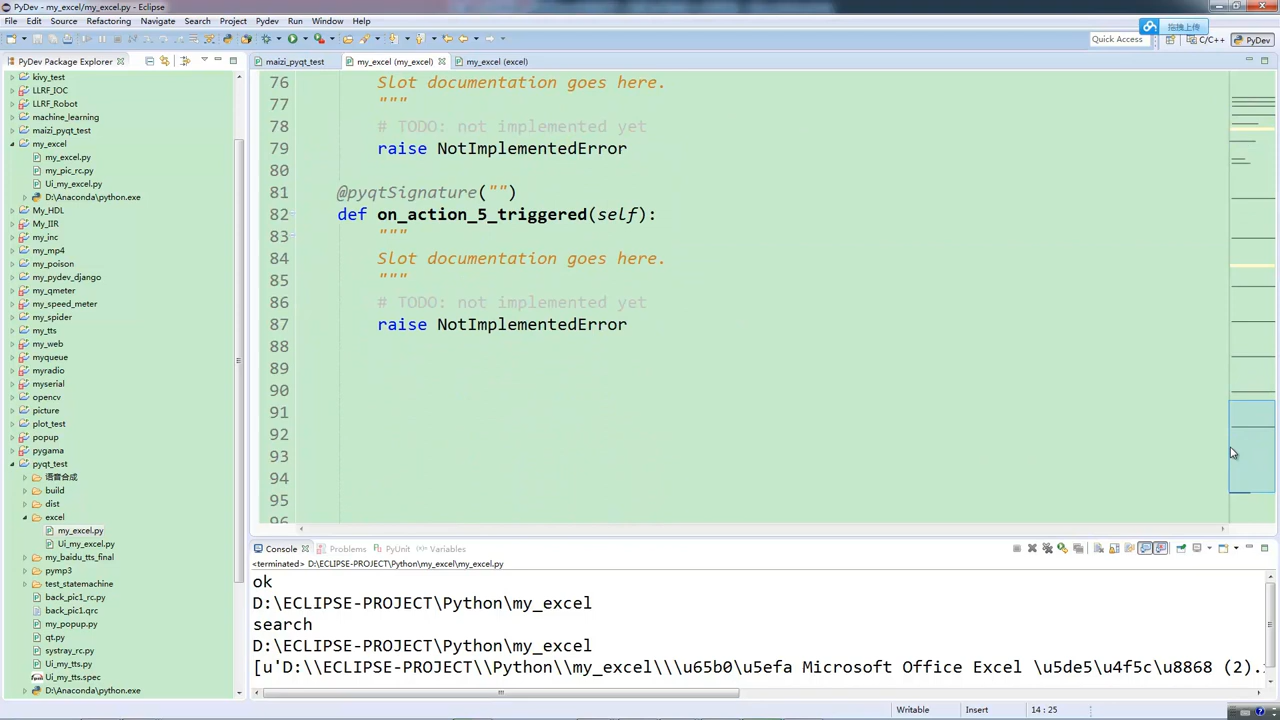 PyDev - my_excel/my_excel.py - Eclipse
File Edit Source Refactoring Navigate Search Project Pydev Run Window Help
拖拽上传
Quick Access
C/C++
PyDev
PyDev Package Explorer
maizi_pyqt_test
my_excel (my_excel)
my_excel (excel)
kivy_test
LLRF_IOC
LLRF_Robot
machine_learning
maizi_pyqt_test
my_excel
my_excel.py
my_pic_rc.py
Ui_my_excel.py
D:\Anaconda\python.exe
My_HDL
My_IIR
my_inc
my_mp4
my_poison
my_pydev_django
my_qmeter
my_speed_meter
my_spider
my_tts
my_web
myqueue
myradio
myserial
opencv
picture
plot_test
popup
pygama
pyqt_test
语音合成
build
dist
excel
my_excel.py
Ui_my_excel.py
my_baidu_tts_final
pymp3
test_statemachine
back_pic1_rc.py
back_pic1.qrc
my_popup.py
qt.py
systray_rc.py
Ui_my_tts.py
Ui_my_tts.spec
D:\Anaconda\python.exe
76 Slot documentation goes here.
77 """
78 # TODO: not implemented yet
79 raise NotImplementedError
80
81 @pyqtSignature("")
82 def on_action_5_triggered(self):
83 """
84 Slot documentation goes here.
85 """
86 # TODO: not implemented yet
87 raise NotImplementedError
88
89
90
91
92
93
94
95
96
Console Problems PyUnit Variables
<terminated> D:\ECLIPSE-PROJECT\Python\my_excel\my_excel.py
ok
D:\ECLIPSE-PROJECT\Python\my_excel
search
D:\ECLIPSE-PROJECT\Python\my_excel
[u'D:\\ECLIPSE-PROJECT\\Python\\my_excel\\\u65b0\u5efa Microsoft Office Excel \u5de5\u4f5c\u8868 (2).
Writable Insert 14 : 25